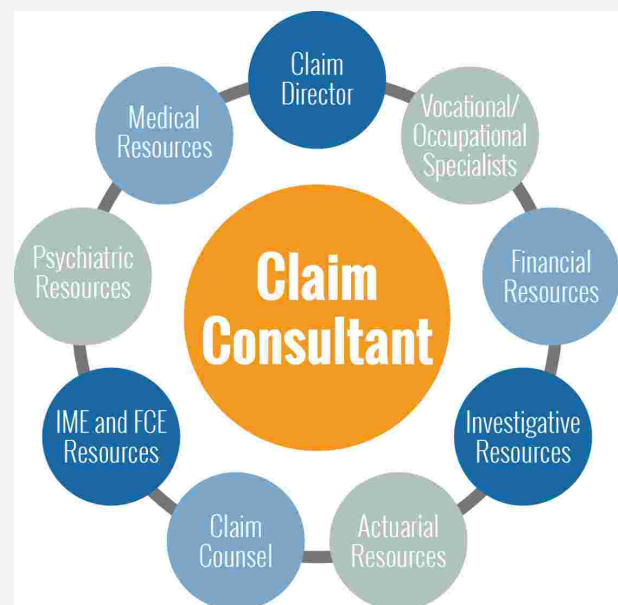 Claim
Director
Vocational/
Occupational
Specialists
Financial
Resources
Investigative
Resources
Actuarial
Resources
Claim
Counsel
IME and FCE
Resources
Psychiatric
Resources
Medical
Resources
Claim
Consultant